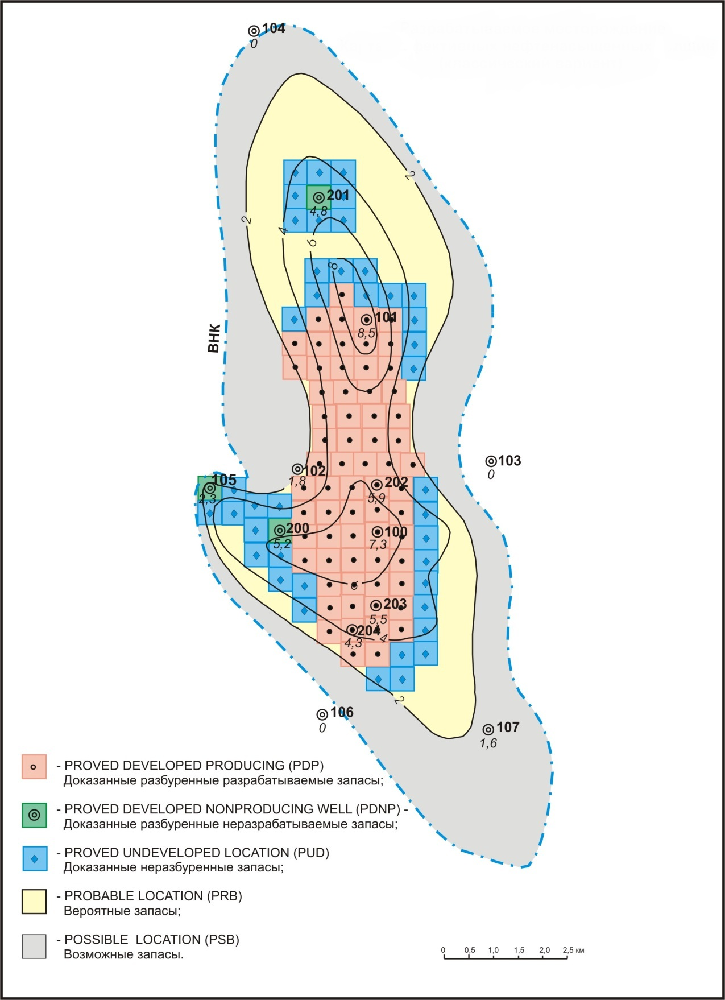 104
0
2
201
4,8
2
4
6
8
101
8,5
ВНК
103
0
102
1,8
105
2,3
202
5,9
200
5,2
100
7,3
6
203
5,5
204
4,3
4
2
106
0
107
1,6
- PROVED DEVELOPED PRODUCING (PDP)
Доказанные разбуренные разрабатываемые запасы;
- PROVED DEVELOPED NONPRODUCING WELL (PDNP) -
Доказанные разбуренные неразрабатываемые запасы;
- PROVED UNDEVELOPED LOCATION (PUD)
Доказанные неразбуренные запасы;
- PROBABLE LOCATION (PRB)
Вероятные запасы;
- POSSIBLE LOCATION (PSB)
Возможные запасы.
0 0,5 1,0 1,5 2,0 2,5 км